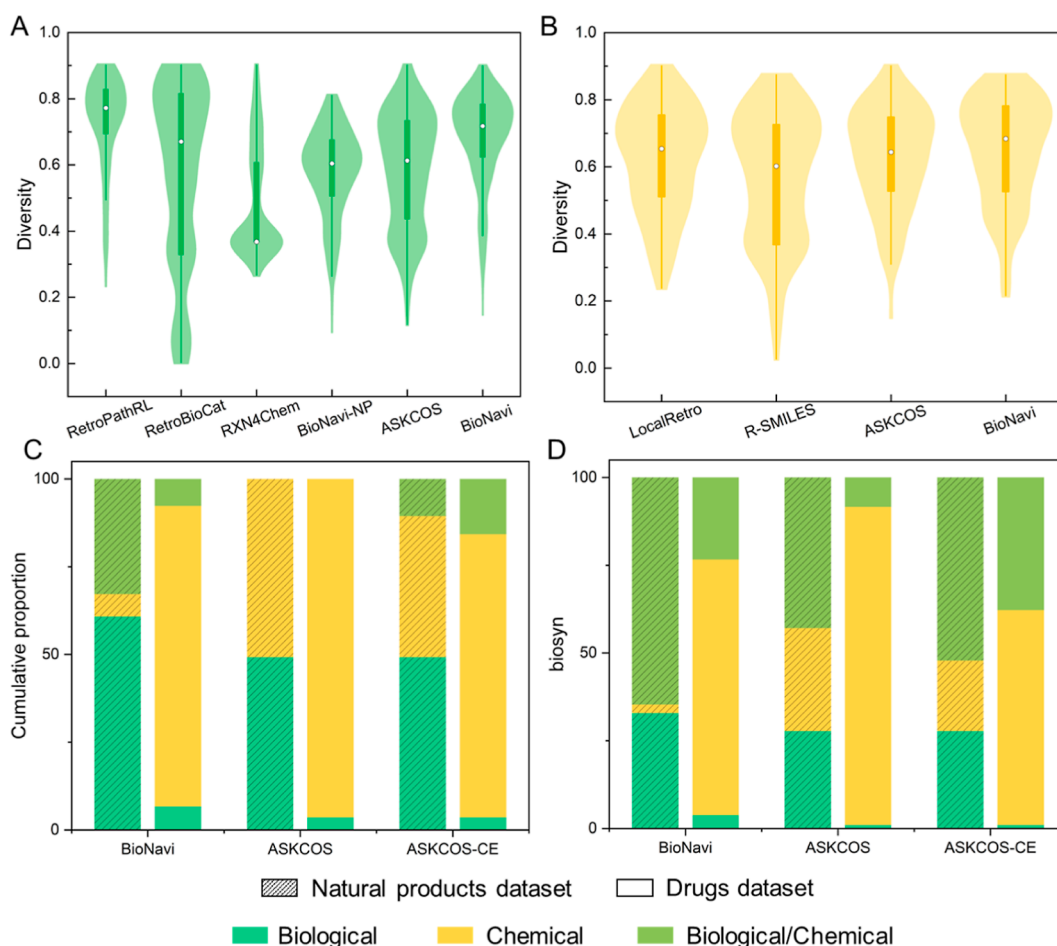 A
B
1.0
0.8
0.6
0.4
0.2
0.0
Diversity
RetroPathRL
RetroBioCat
RXN4Chem
BioNavi-NP
ASKCOS
BioNavi
1.0
0.8
0.6
0.4
0.2
0.0
Diversity
LocalRetro
R-SMILES
ASKCOS
BioNavi
C
D
100
50
0
Cumulative proportion
BioNavi
ASKCOS
ASKCOS-CE
100
50
0
biosyn
BioNavi
ASKCOS
ASKCOS-CE
Natural products dataset
Drugs dataset
Biological
Chemical
Biological/Chemical